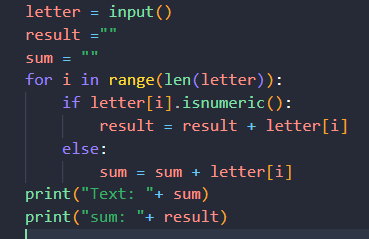 letter = input()
result =""
sum = ""
for i in range(len(letter)):
    if letter[i].isnumeric():
        result = result + letter[i]
    else:
        sum = sum + letter[i]
print("Text: "+ sum)
print("sum: "+ result)